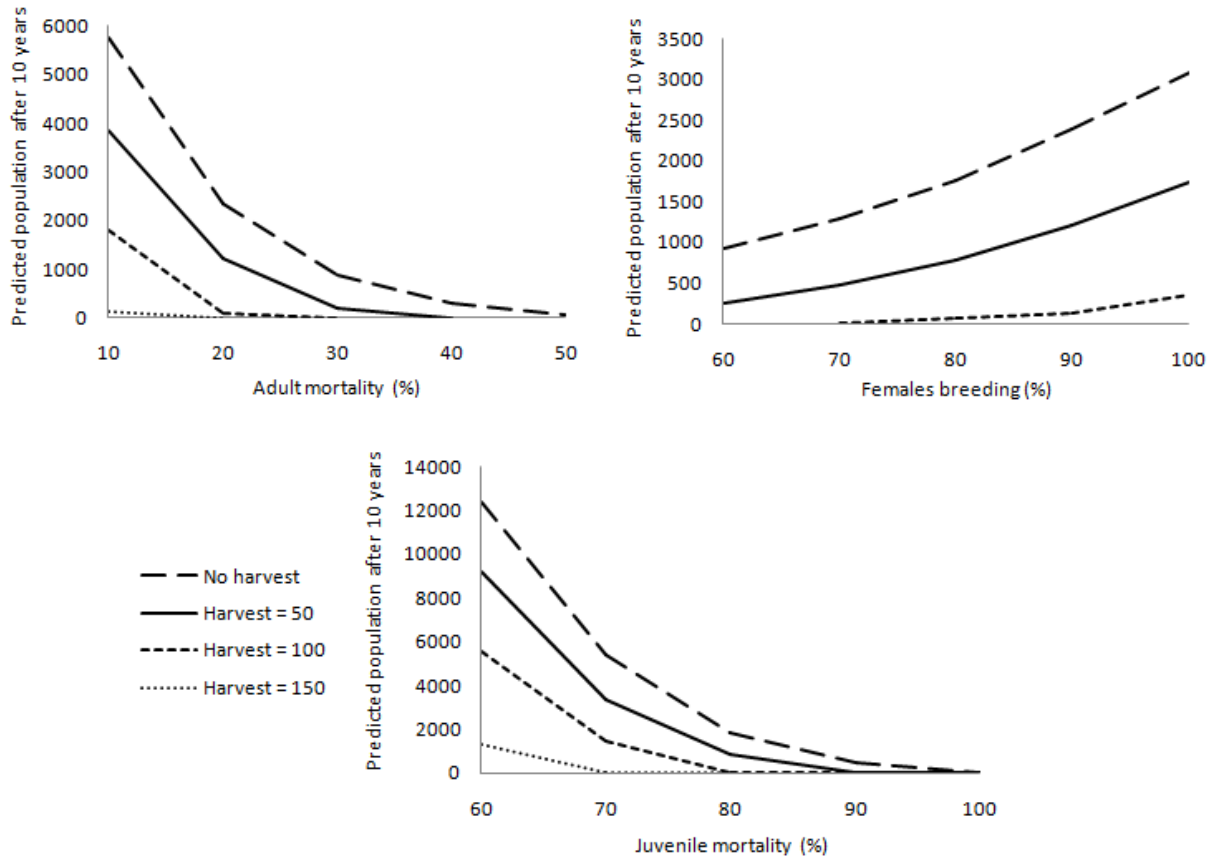 Predicted population after 10 years
6000
5000
4000
3000
2000
1000
0
10 20 30 40 50
Adult mortality (%)
Predicted population after 10 years
3500
3000
2500
2000
1500
1000
500
0
60 70 80 90 100
Females breeding (%)
No harvest
Harvest = 50
Harvest = 100
Harvest = 150
Predicted population after 10 years
14000
12000
10000
8000
6000
4000
2000
0
60 70 80 90 100
Juvenile mortality (%)